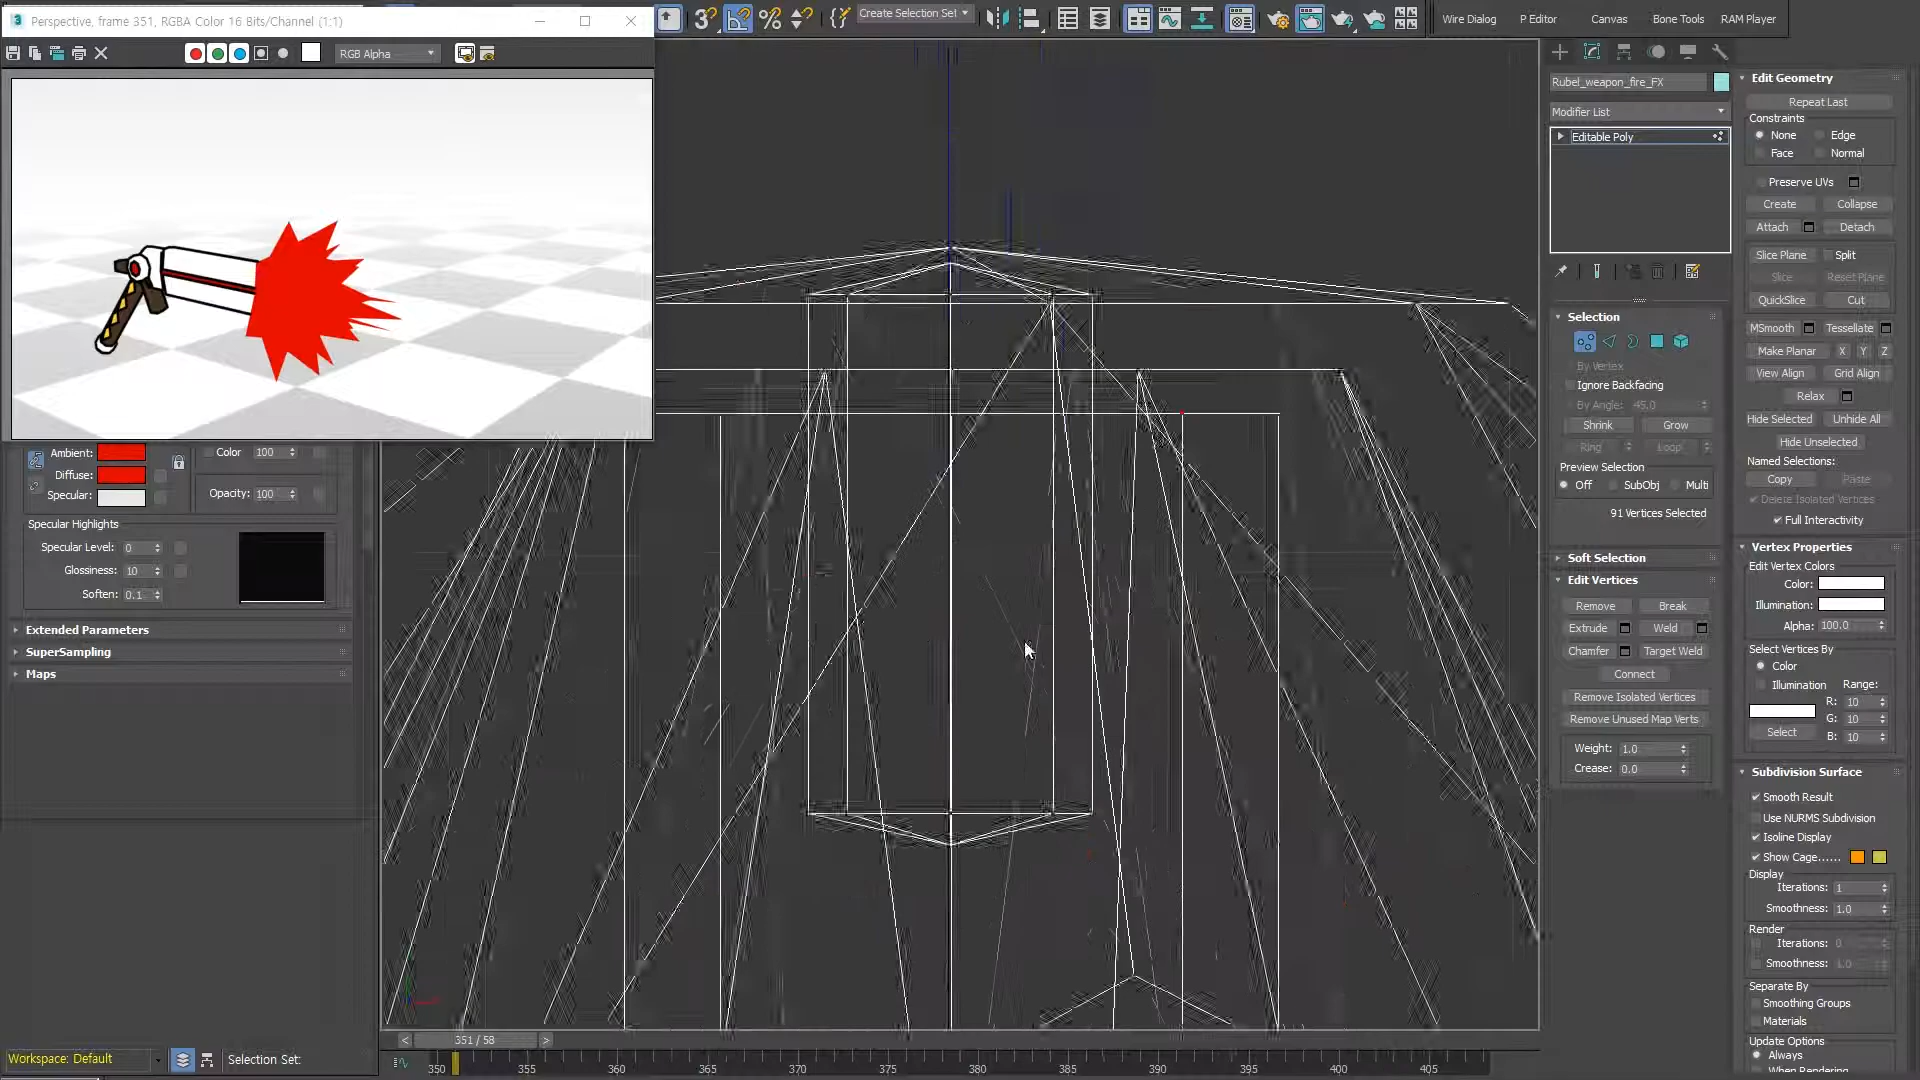 Perspective, frame 351, RGBA Color 16 Bits/Channel (1:1)
RGB Alpha
Create Selection Set
Wire Dialog
P Editor
Canvas
Bone Tools
RAM Player
Rubel_weapon_fire_FX
Modifier List
Editable Poly
Selection
By Vertex
Ignore Backfacing
By Angle: 45.0
Shrink
Grow
Ring
Loop
Preview Selection
Off
SubObj
Multi
91 Vertices Selected
Soft Selection
Edit Vertices
Remove
Break
Extrude
Weld
Chamfer
Target Weld
Connect
Remove Isolated Vertices
Remove Unused Map Verts
Weight: 1.0
Crease: 0.0
Edit Geometry
Repeat Last
Constraints
None
Edge
Face
Normal
Preserve UVs
Create
Collapse
Attach
Detach
Slice Plane
Split
Slice
Reset Plane
QuickSlice
Cut
MSmooth
Tessellate
Make Planar
X
Y
Z
View Align
Grid Align
Relax
Hide Selected
Unhide All
Hide Unselected
Named Selections:
Copy
Paste
Delete Isolated Vertices
Full Interactivity
Vertex Properties
Edit Vertex Colors
Color:
Illumination:
Alpha: 100.0
Select Vertices By
Color
Illumination
Range:
R: 10
G: 10
B: 10
Select
Subdivision Surface
Smooth Result
Use NURMS Subdivision
Isoline Display
Show Cage......
Display
Iterations: 1
Smoothness: 1.0
Render
Iterations: 0
Smoothness: 1.0
Separate By
Smoothing Groups
Materials
Update Options
Always
When Rendering
Ambient:
Diffuse:
Specular:
Color 100
Opacity: 100
Specular Highlights
Specular Level: 0
Glossiness: 10
Soften: 0.1
Extended Parameters
SuperSampling
Maps
Workspace: Default
Selection Set:
< 351 / 58 >
350 355 360 365 370 375 380 385 390 395 400 405